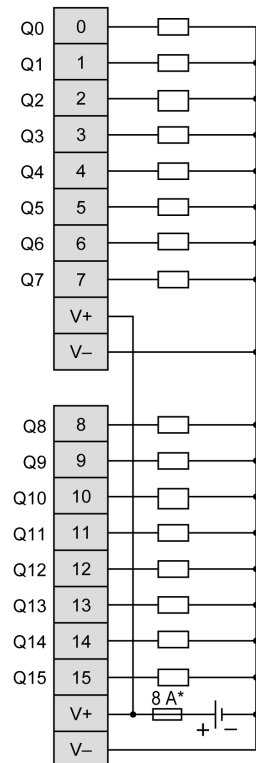 Q0 0
Q1 1
Q2 2
Q3 3
Q4 4
Q5 5
Q6 6
Q7 7
V+
V–
Q8 8
Q9 9
Q10 10
Q11 11
Q12 12
Q13 13
Q14 14
Q15 15
8 A*
V+
+ –
V–